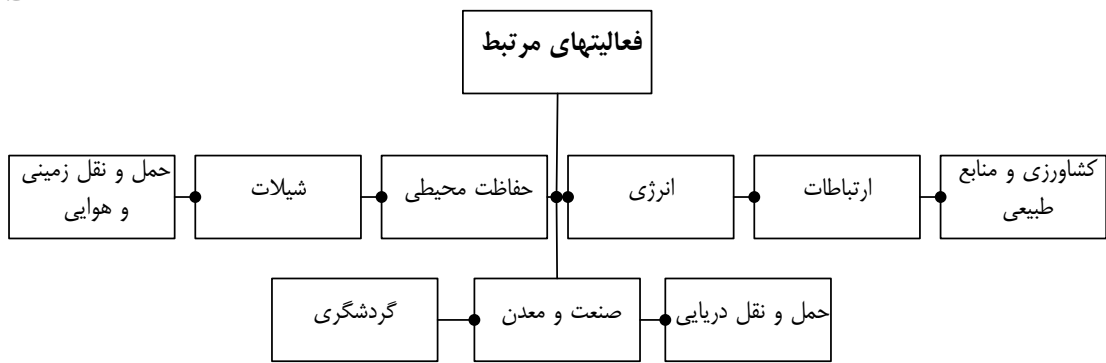 فعالیتهای مرتبط
کشاورزی و منابع
طبیعی
ارتباطات
انرژی
حفاظت محیطی
شیلات
حمل و نقل زمینی
و هوایی
حمل و نقل دریایی
صنعت و معدن
گردشگری